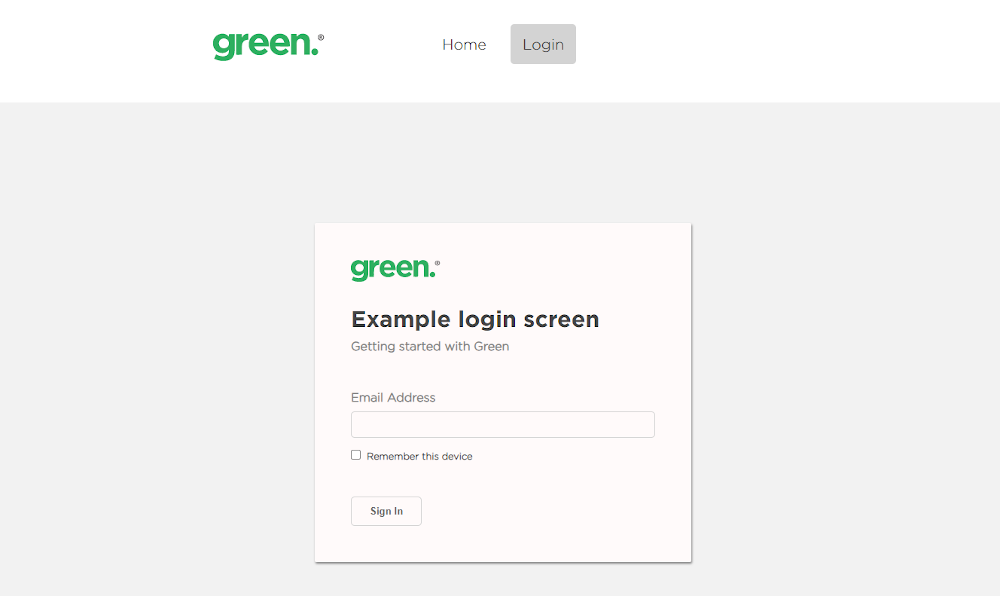 green.®
Home
Login
green.®
Example login screen
Getting started with Green
Email Address
Remember this device
Sign In